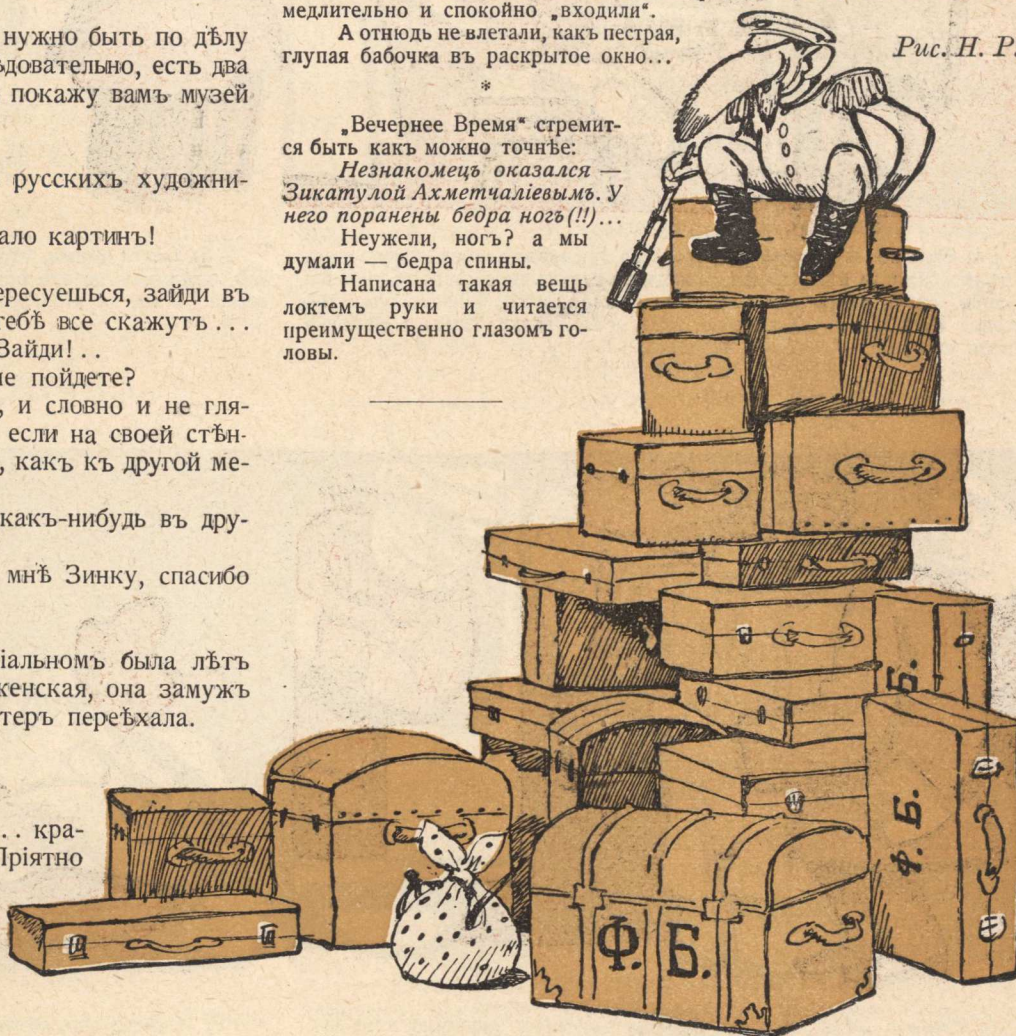 нужно быть по дѣлу
ѣдовательно, есть два
покажу вамъ музей
русскихъ художни-
ало картинъ!
ересуешься, зайди въ
тебѣ все скажутъ...
Зайди!..
не пойдете?
, и словно и не гля-
если на своей стѣн-
, какъ къ другой ме-
какъ-нибудь въ дру-
мнѣ Зинку, спасибо
іальномъ была лѣтъ
женская, она замужъ
теръ переѣхала.
.. кра-
Пріятно
медлительно и спокойно „входили“.
А отнюдь не влетали, какъ пестрая,
глупая бабочка въ раскрытое окно...
*
„Вечернее Время“ стремит-
ся быть какъ можно точнѣе:
Незнакомецъ оказался —
Зикатулой Ахметчаліевымъ. У
него поранены бедра ногъ (!!)...
Неужели, ногъ? а мы
думали — бедра спины.
Написана такая вещь
локтемъ руки и читается
преимущественно глазомъ го-
ловы.
Рис. Н. Р.
Б.
Ф. Б.
Ф. Б.